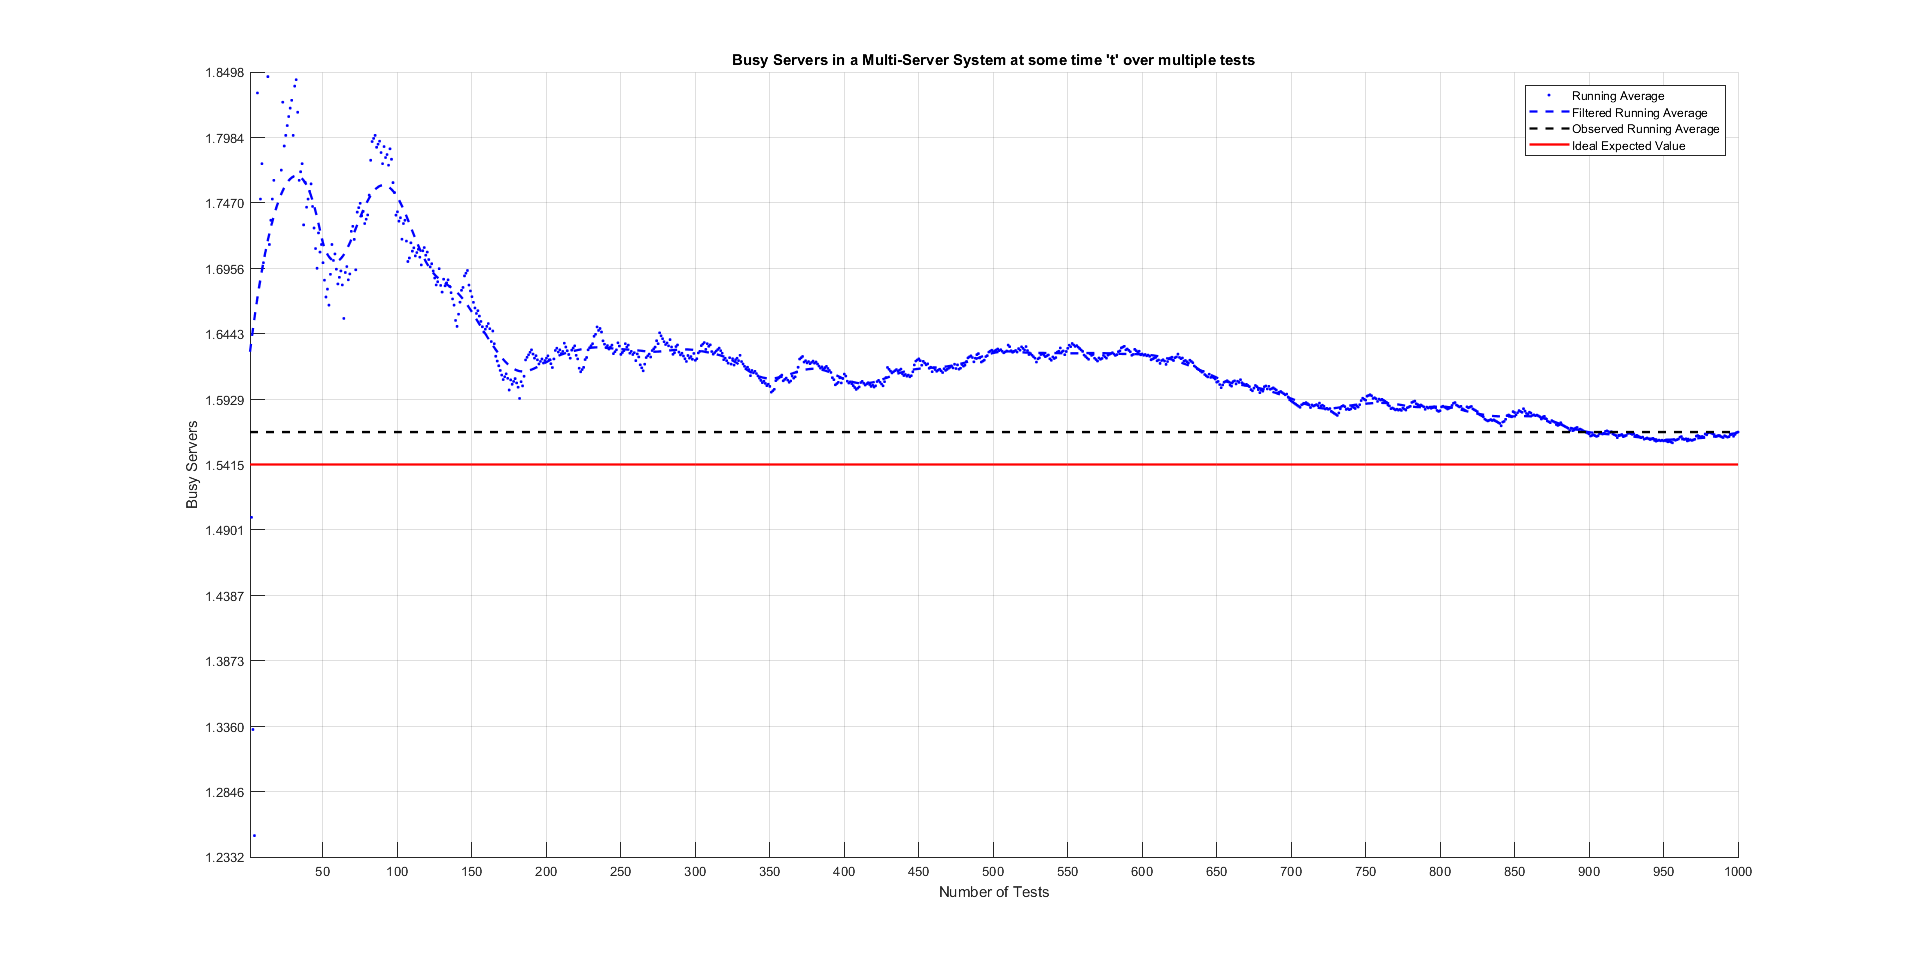 Busy Servers in a Multi-Server System at some time 't' over multiple tests
1.8498
1.7984
1.7470
1.6956
1.6443
1.5929
1.5415
1.4901
1.4387
1.3873
1.3360
1.2846
1.2332
Busy Servers
Running Average
Filtered Running Average
Observed Running Average
Ideal Expected Value
50 100 150 200 250 300 350 400 450 500 550 600 650 700 750 800 850 900 950 1000
Number of Tests